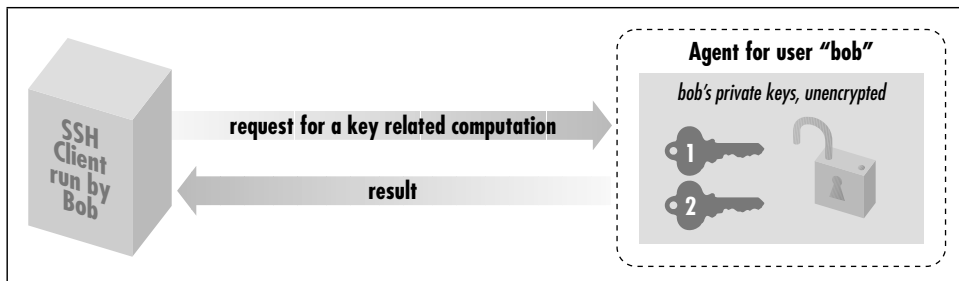 SSH
Client
run by
Bob
request for a key related computation
result
Agent for user “bob”
bob's private keys, unencrypted
1
2